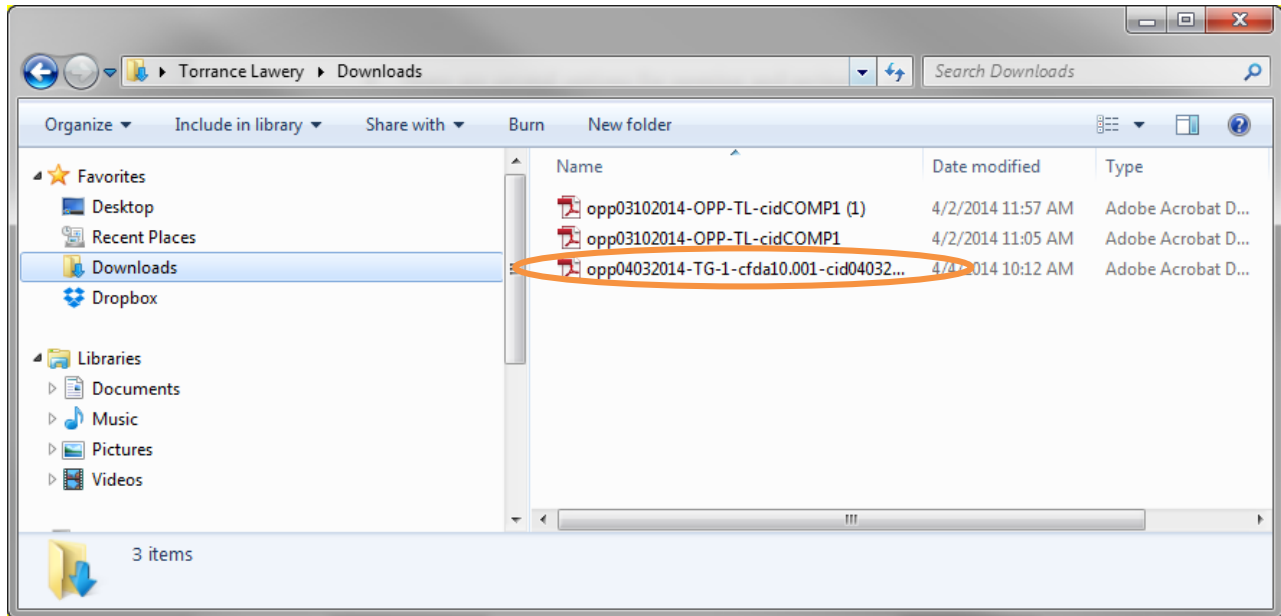 Torrance Lawery Downloads Search Downloads
Organize Include in library Share with Burn New folder
Favorites
Desktop
Recent Places
Downloads
Dropbox
Libraries
Documents
Music
Pictures
Videos
Name Date modified Type
opp03102014-OPP-TL-cidCOMP1 (1) 4/2/2014 11:57 AM Adobe Acrobat D...
opp03102014-OPP-TL-cidCOMP1 4/2/2014 11:05 AM Adobe Acrobat D...
opp04032014-TG-1-cfda10.001-cid04032... 4/4/2014 10:12 AM Adobe Acrobat D...
3 items